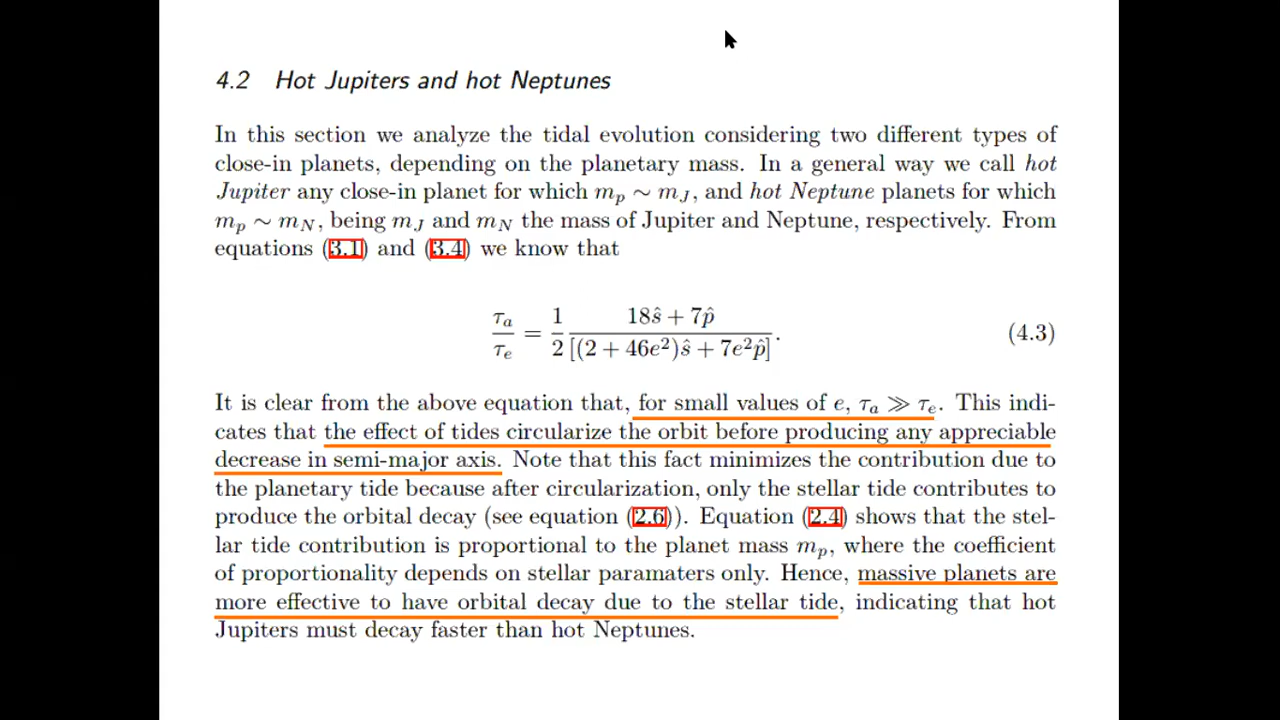 4.2 Hot Jupiters and hot Neptunes
In this section we analyze the tidal evolution considering two different types of
close-in planets, depending on the planetary mass. In a general way we call hot
Jupiter any close-in planet for which mₚ ∼ m_J, and hot Neptune planets for which
mₚ ∼ m_N, being m_J and m_N the mass of Jupiter and Neptune, respectively. From
equations (3.1) and (3.4) we know that
τₐ/τₑ = 1/2 (18ŝ + 7p̂)/[(2 + 46e²)ŝ + 7e²p̂]. (4.3)
It is clear from the above equation that, for small values of e, τₐ ≫ τₑ. This indi-
cates that the effect of tides circularize the orbit before producing any appreciable
decrease in semi-major axis. Note that this fact minimizes the contribution due to
the planetary tide because after circularization, only the stellar tide contributes to
produce the orbital decay (see equation (2.6)). Equation (2.4) shows that the stel-
lar tide contribution is proportional to the planet mass mₚ, where the coefficient
of proportionality depends on stellar paramaters only. Hence, massive planets are
more effective to have orbital decay due to the stellar tide, indicating that hot
Jupiters must decay faster than hot Neptunes.